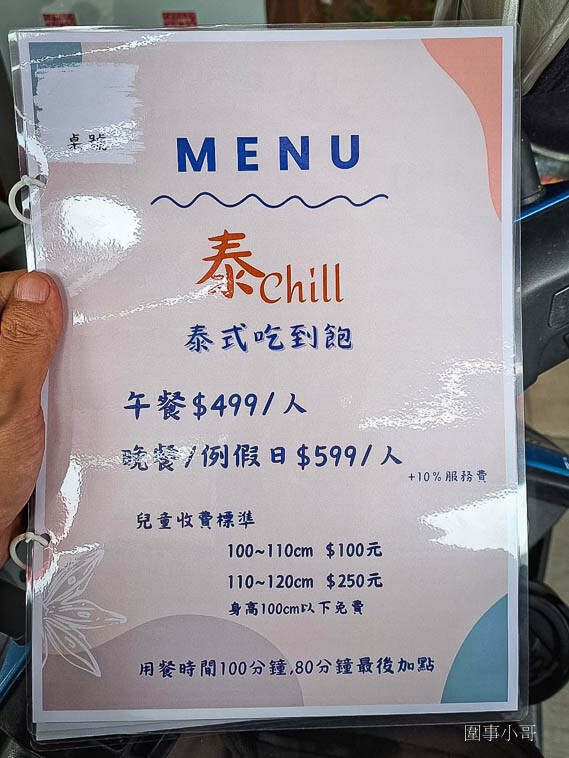 桌號
MENU
泰Chill
泰式吃到飽
午餐$499/人
晚餐/例假日$599/人
+10%服務費
兒童收費標準
100~110cm $100元
110~120cm $250元
身高100cm以下免費
用餐時間100分鐘,80分鐘最後加點
圍事小哥